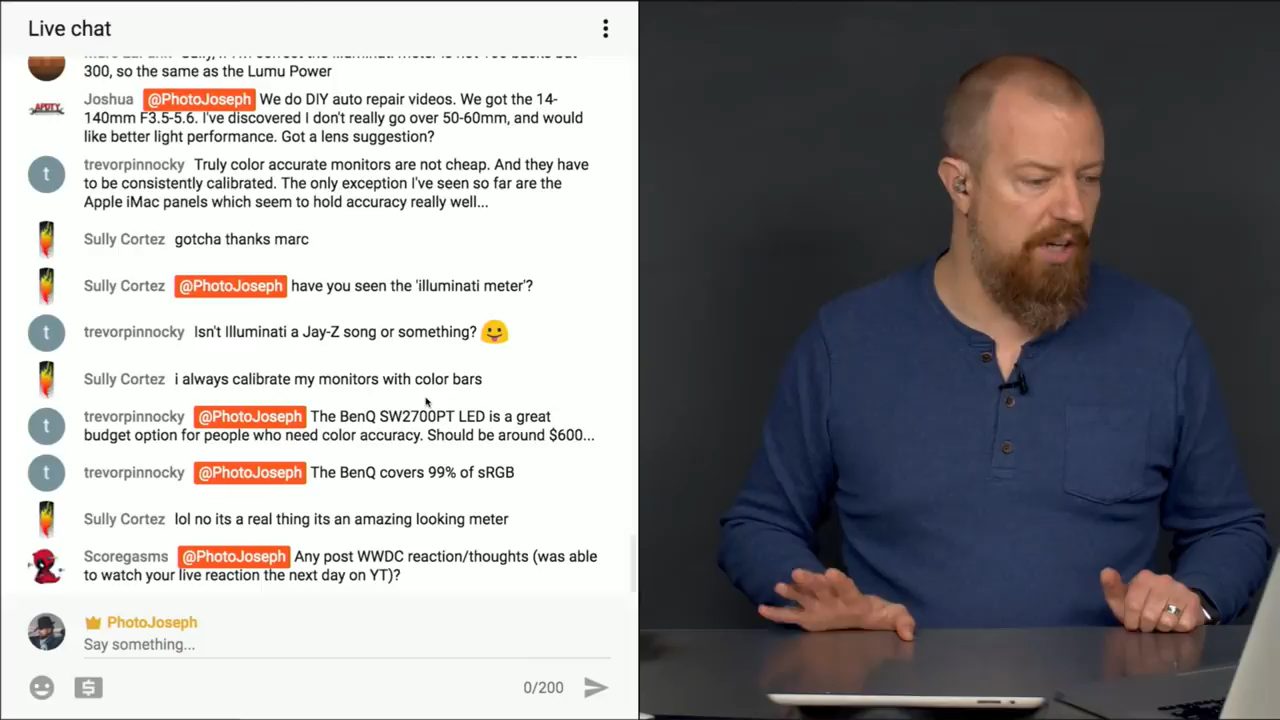 Live chat
300, so the same as the Lumu Power
Joshua @PhotoJoseph We do DIY auto repair videos. We got the 14-
140mm F3.5-5.6. I've discovered I don't really go over 50-60mm, and would
like better light performance. Got a lens suggestion?
trevorpinnocky Truly color accurate monitors are not cheap. And they have
to be consistently calibrated. The only exception I've seen so far are the
Apple iMac panels which seem to hold accuracy really well...
Sully Cortez gotcha thanks marc
Sully Cortez @PhotoJoseph have you seen the 'illuminati meter'?
t trevorpinnocky Isn't Illuminati a Jay-Z song or something? 😛
Sully Cortez i always calibrate my monitors with color bars
trevorpinnocky @PhotoJoseph The BenQ SW2700PT LED is a great
budget option for people who need color accuracy. Should be around $600...
t trevorpinnocky @PhotoJoseph The BenQ covers 99% of sRGB
Sully Cortez lol no its a real thing its an amazing looking meter
Scoregasms @PhotoJoseph Any post WWDC reaction/thoughts (was able
to watch your live reaction the next day on YT)?
PhotoJoseph
Say something...
0/200